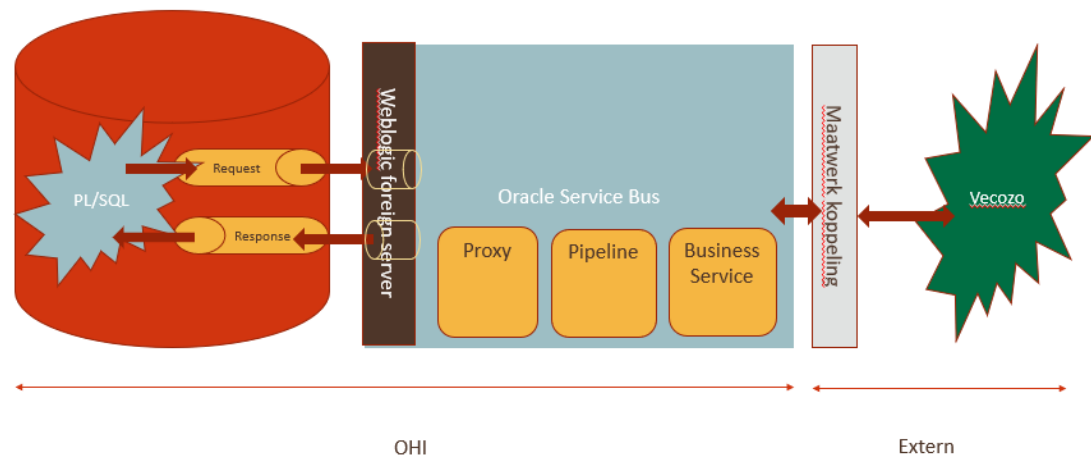 PL/SQL
Request
Response
Weblogic foreign server
Oracle Service Bus
Proxy
Pipeline
Business
Service
Maatwerk koppeling
Vecozo
OHI
Extern